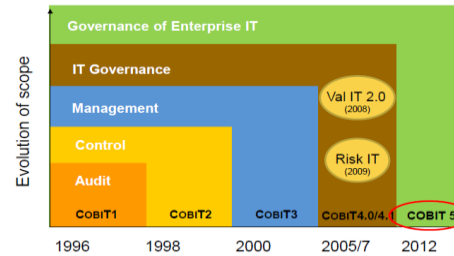 Governance of Enterprise IT
IT Governance
Management
Control
Audit
Evolution of scope
Val IT 2.0
(2008)
Risk IT
(2009)
COBIT1
COBIT2
COBIT3
COBIT4.0/4.1
COBIT 5
1996
1998
2000
2005/7
2012